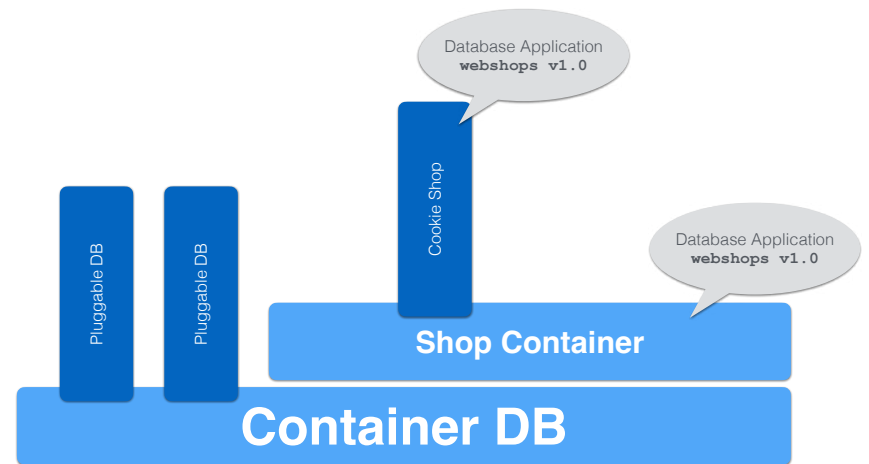 Database Application
webshops v1.0
Cookie Shop
Database Application
webshops v1.0
Pluggable DB
Pluggable DB
Shop Container
Container DB